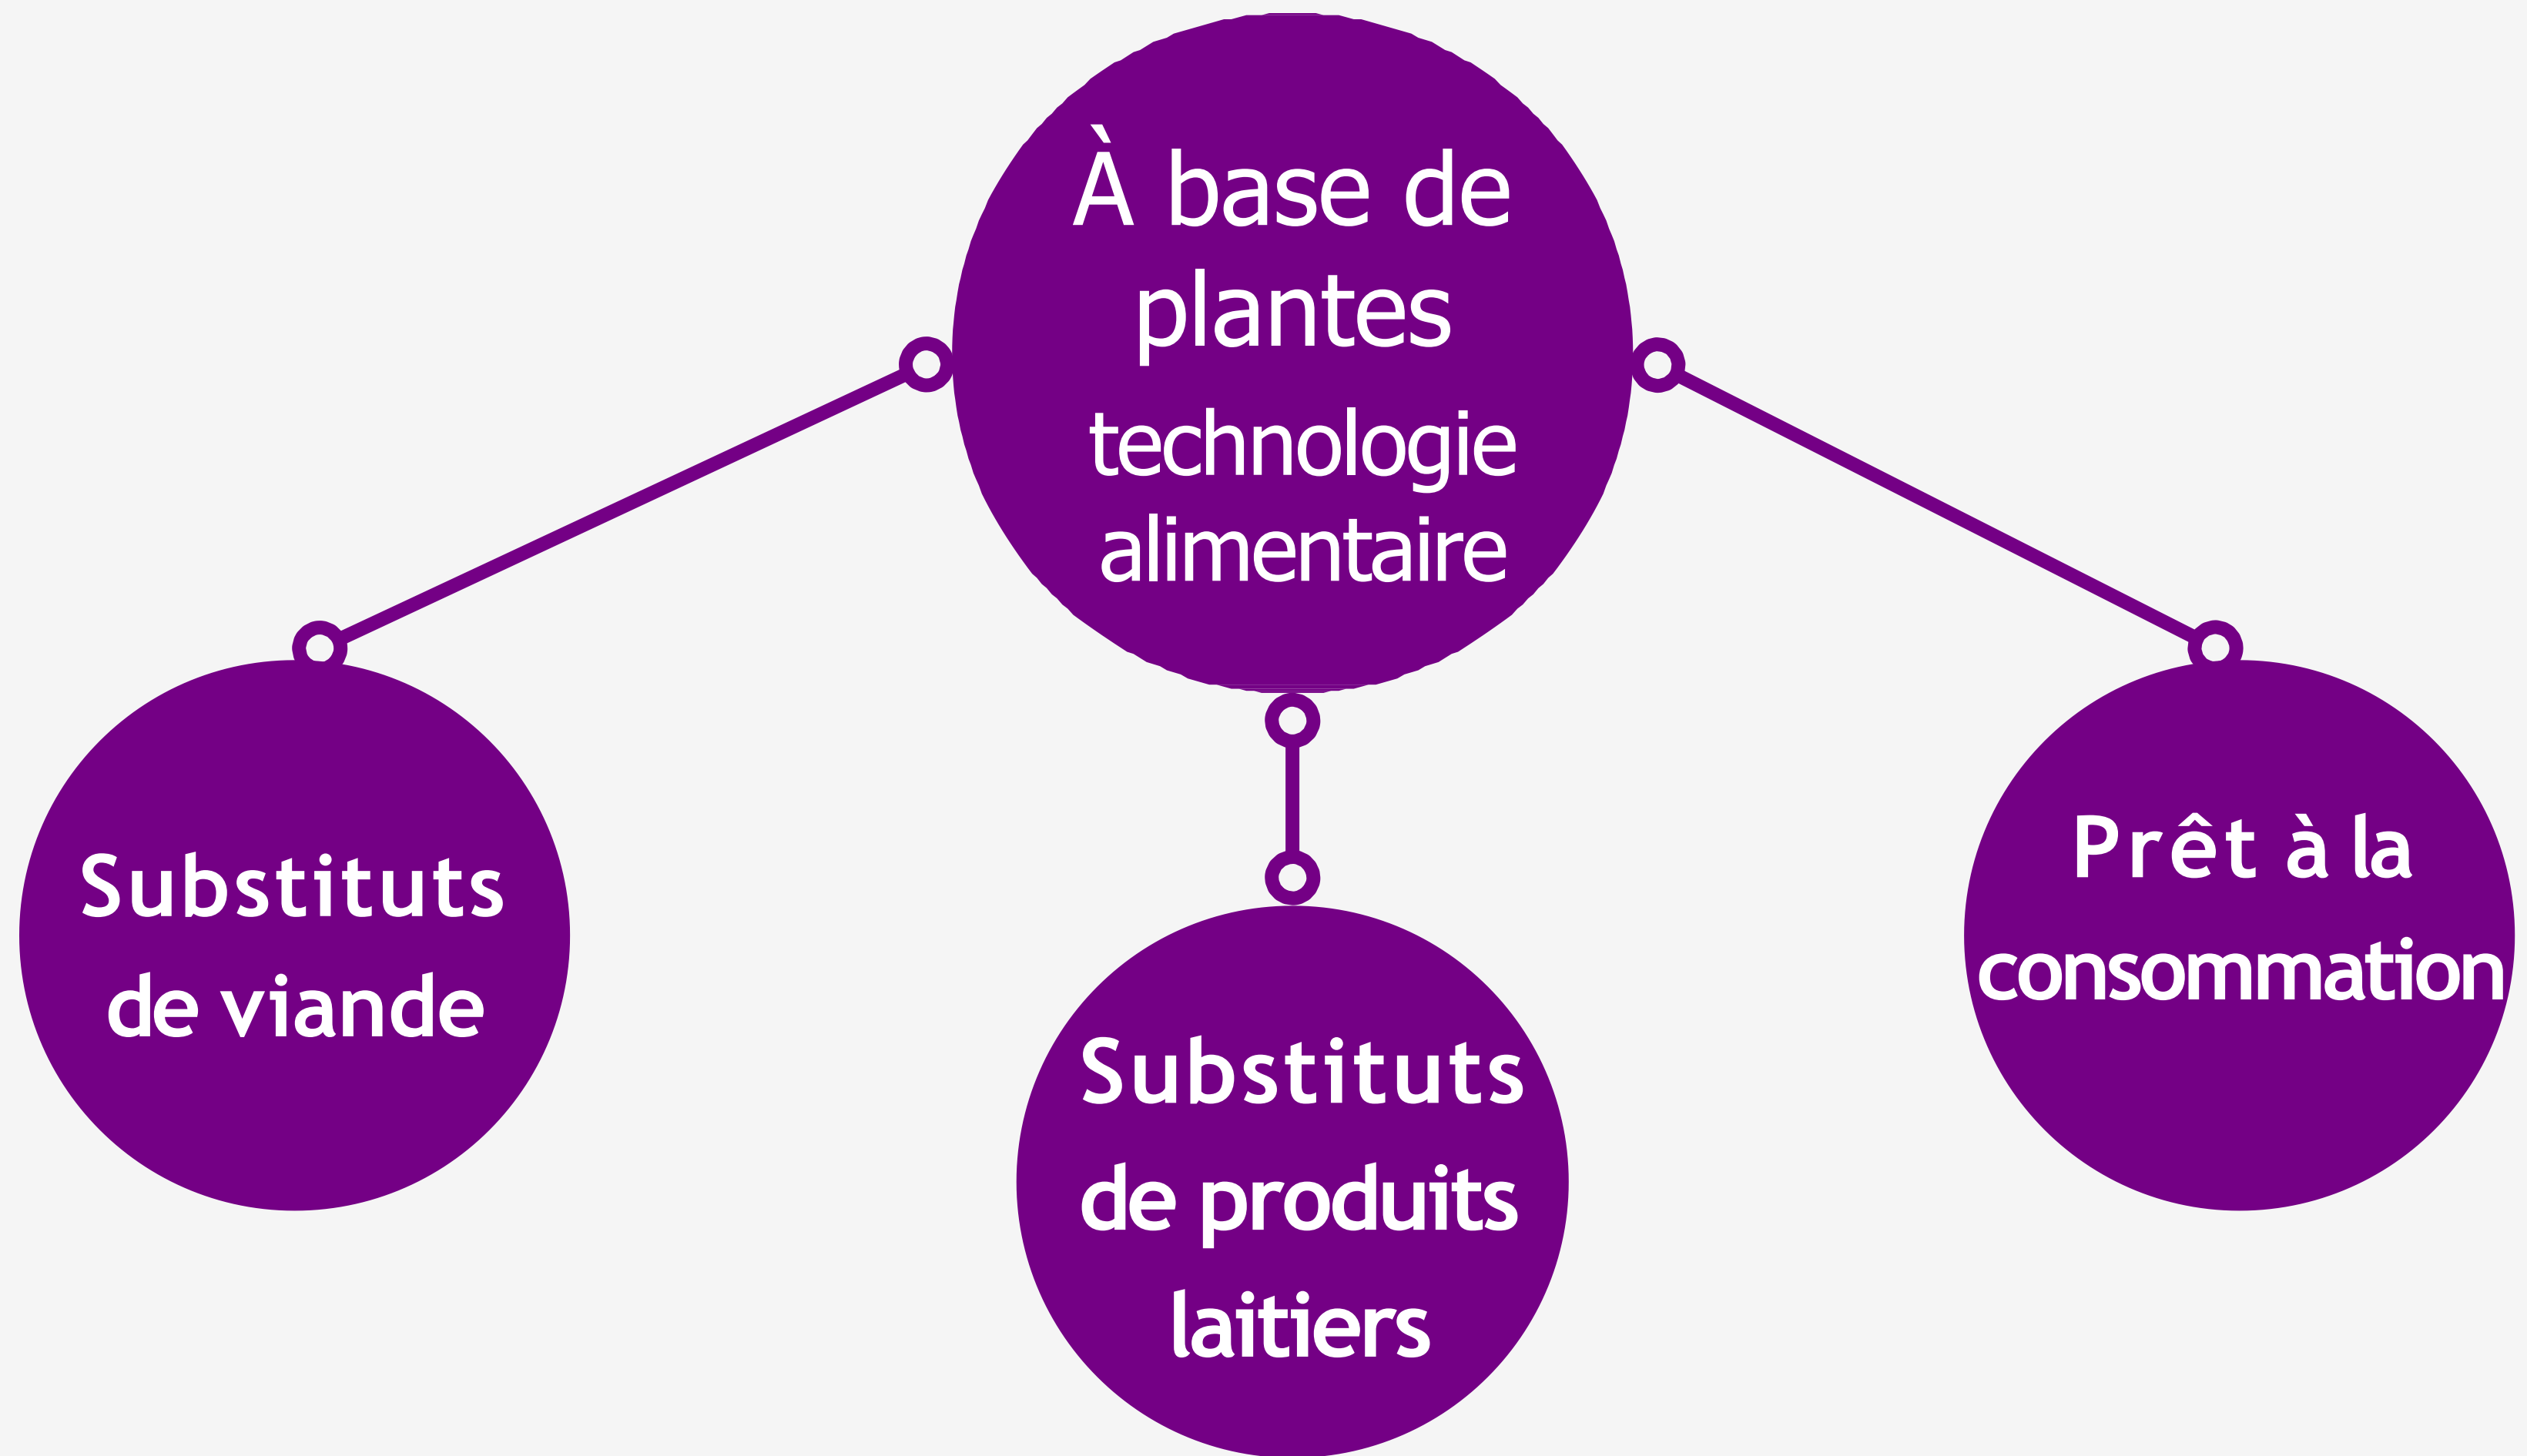 À base de
plantes
technologie
alimentaire
Substituts
de viande
Substituts
de produits
laitiers
Prêt à la
consommation